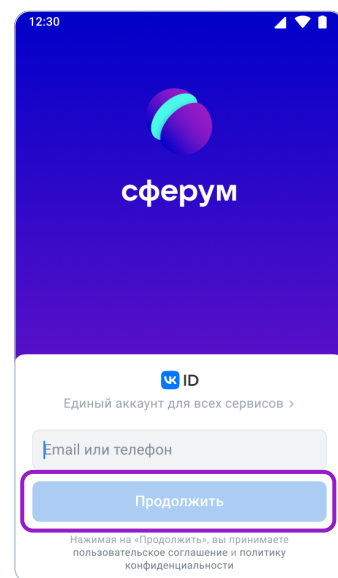 12:30
сферум
VK ID
Единый аккаунт для всех сервисов >
Email или телефон
Продолжить
Нажимая на «Продолжить», вы принимаете
пользовательское соглашение и политику
конфиденциальности